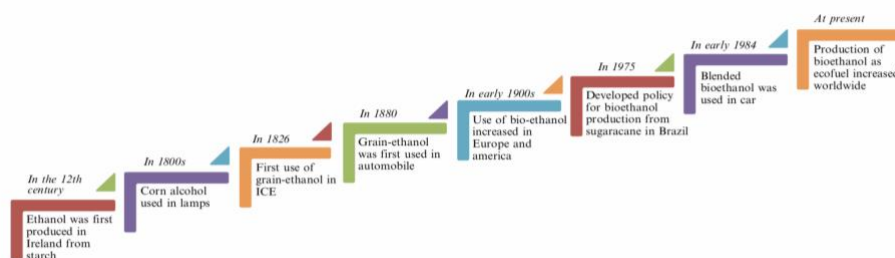 In the 12th
century
Ethanol was first
produced in
Ireland from
starch
In 1800s
Corn alcohol
used in lamps
In 1826
First use of
grain-ethanol in
ICE
In 1880
Grain-ethanol
was first used in
automobile
In early 1900s
Use of bio-ethanol
increased in
Europe and
america
In 1975
Developed policy
for bioethanol
production from
sugaracane in Brazil
In early 1984
Blended
bioethanol was
used in car
At present
Production of
bioethanol as
ecofuel increased
worldwide